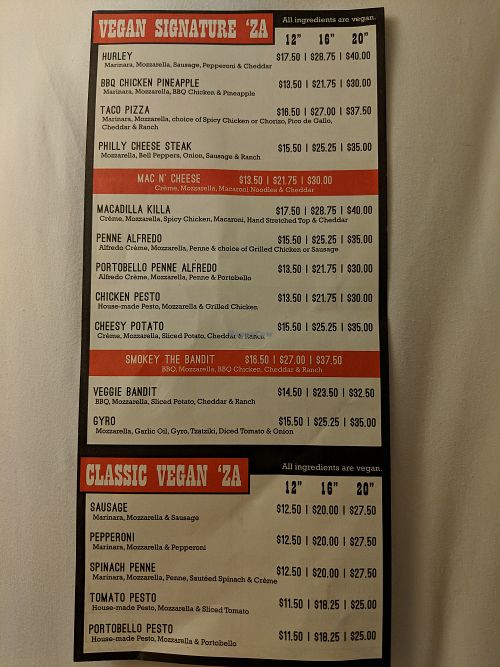 VEGAN SIGNATURE 'ZA
All ingredients are vegan.
12" 16" 20"
HURLEY $17.50 | $28.75 | $40.00
Marinara, Mozzarella, Sausage, Pepperoni & Cheddar
BBQ CHICKEN PINEAPPLE $13.50 | $21.75 | $30.00
Marinara, Mozzarella, BBQ Chicken & Pineapple
TACO PIZZA $16.50 | $27.00 | $37.50
Marinara, Mozzarella, choice of Spicy Chicken or Chorizo, Pico de Gallo,
Cheddar & Ranch
PHILLY CHEESE STEAK $15.50 | $25.25 | $35.00
Mozzarella, Bell Peppers, Onion, Sausage & Ranch
MAC N' CHEESE $13.50 | $21.75 | $30.00
Crème, Mozzarella, Macaroni Noodles & Cheddar
MACADILLA KILLA $17.50 | $28.75 | $40.00
Crème, Mozzarella, Spicy Chicken, Macaroni, Hand Stretched Top & Cheddar
PENNE ALFREDO $15.50 | $25.25 | $35.00
Alfredo Crème, Mozzarella, Penne & choice of Grilled Chicken or Sausage
PORTOBELLO PENNE ALFREDO $13.50 | $21.75 | $30.00
Alfredo Crème, Mozzarella, Penne & Portobello
CHICKEN PESTO $13.50 | $21.75 | $30.00
House-made Pesto, Mozzarella & Grilled Chicken
CHEESY POTATO $15.50 | $25.25 | $35.00
Crème, Mozzarella, Sliced Potato, Cheddar & Ranch
SMOKEY THE BANDIT $16.50 | $27.00 | $37.50
BBQ, Mozzarella, BBQ Chicken, Cheddar & Ranch
VEGGIE BANDIT $14.50 | $23.50 | $32.50
BBQ, Mozzarella, Sliced Potato, Cheddar & Ranch
GYRO $15.50 | $25.25 | $35.00
Mozzarella, Garlic Oil, Gyro, Tzatziki, Diced Tomato & Onion
CLASSIC VEGAN 'ZA
All ingredients are vegan.
12" 16" 20"
SAUSAGE $12.50 | $20.00 | $27.50
Marinara, Mozzarella & Sausage
PEPPERONI $12.50 | $20.00 | $27.50
Marinara, Mozzarella & Pepperoni
SPINACH PENNE $12.50 | $20.00 | $27.50
Marinara, Mozzarella, Penne, Sautéed Spinach & Crème
TOMATO PESTO $11.50 | $18.25 | $25.00
House-made Pesto, Mozzarella & Sliced Tomato
PORTOBELLO PESTO $11.50 | $18.25 | $25.00
House-made Pesto, Mozzarella & Portobello